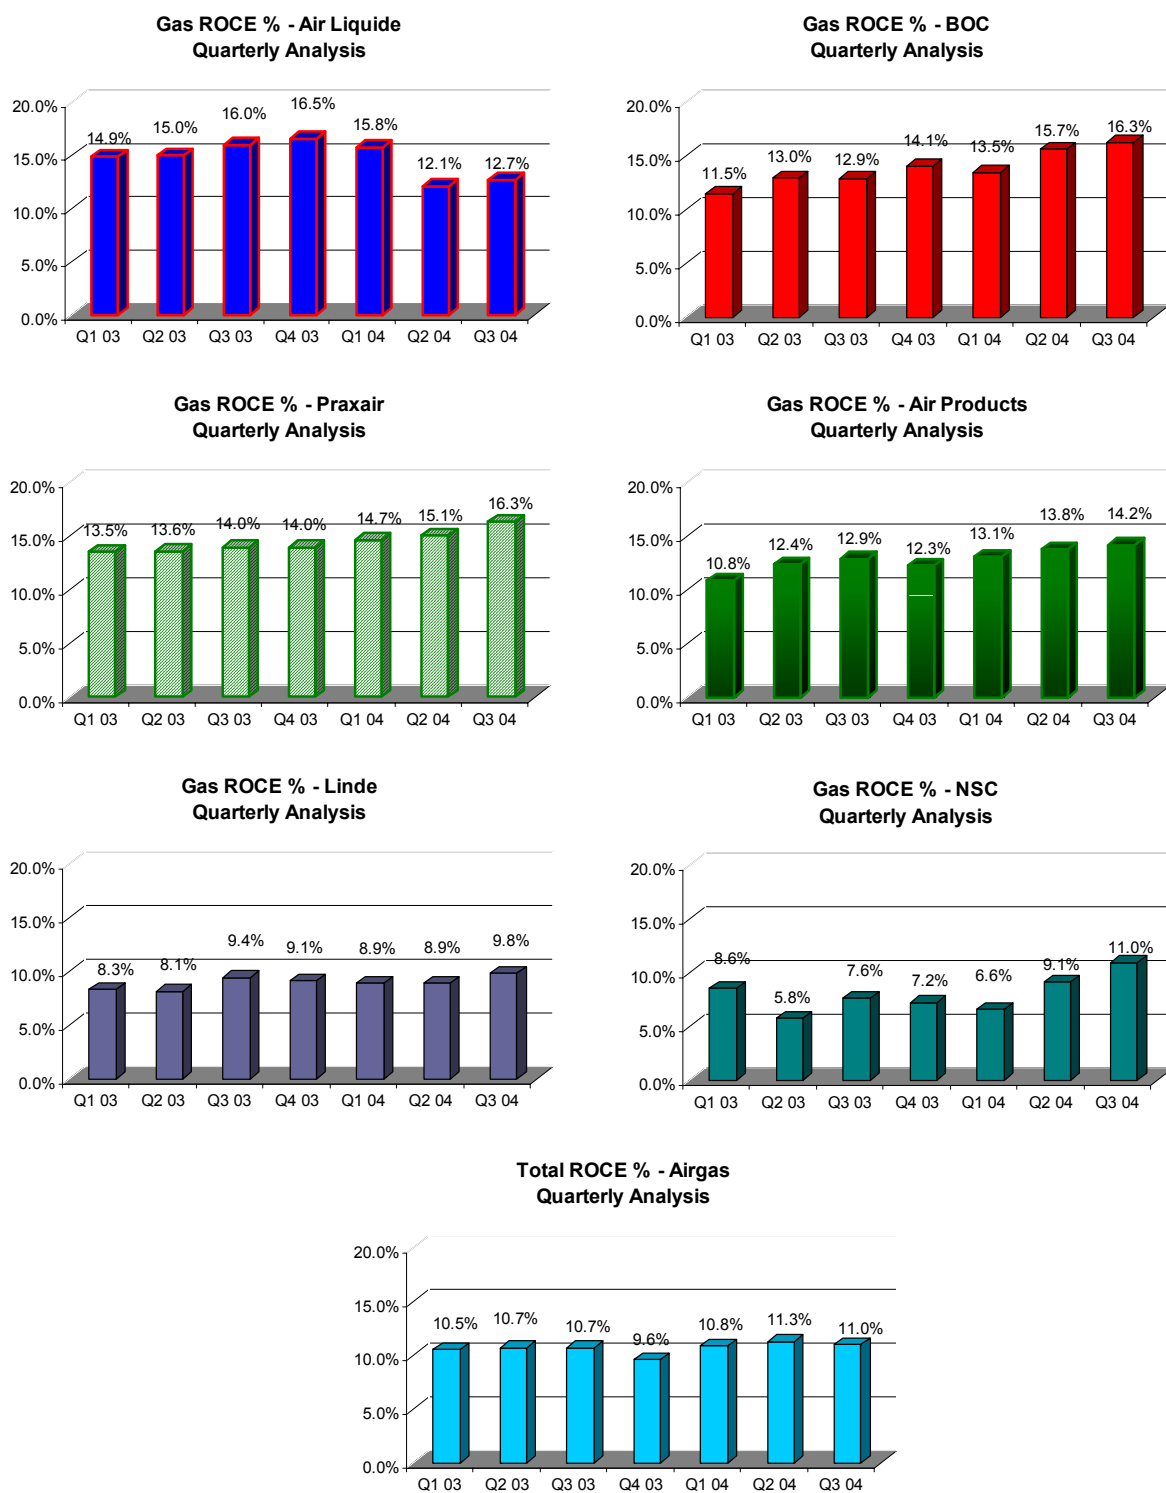 Gas ROCE % - Air Liquide
Quarterly Analysis
20.0%
15.0%
10.0%
5.0%
0.0%
14.9%
15.0%
16.0%
16.5%
15.8%
12.1%
12.7%
Q1 03
Q2 03
Q3 03
Q4 03
Q1 04
Q2 04
Q3 04
Gas ROCE % - BOC
Quarterly Analysis
20.0%
15.0%
10.0%
5.0%
0.0%
11.5%
13.0%
12.9%
14.1%
13.5%
15.7%
16.3%
Q1 03
Q2 03
Q3 03
Q4 03
Q1 04
Q2 04
Q3 04
Gas ROCE % - Praxair
Quarterly Analysis
20.0%
15.0%
10.0%
5.0%
0.0%
13.5%
13.6%
14.0%
14.0%
14.7%
15.1%
16.3%
Q1 03
Q2 03
Q3 03
Q4 03
Q1 04
Q2 04
Q3 04
Gas ROCE % - Air Products
Quarterly Analysis
20.0%
15.0%
10.0%
5.0%
0.0%
10.8%
12.4%
12.9%
12.3%
13.1%
13.8%
14.2%
Q1 03
Q2 03
Q3 03
Q4 03
Q1 04
Q2 04
Q3 04
Gas ROCE % - Linde
Quarterly Analysis
20.0%
15.0%
10.0%
5.0%
0.0%
8.3%
8.1%
9.4%
9.1%
8.9%
8.9%
9.8%
Q1 03
Q2 03
Q3 03
Q4 03
Q1 04
Q2 04
Q3 04
Gas ROCE % - NSC
Quarterly Analysis
20.0%
15.0%
10.0%
5.0%
0.0%
8.6%
5.8%
7.6%
7.2%
6.6%
9.1%
11.0%
Q1 03
Q2 03
Q3 03
Q4 03
Q1 04
Q2 04
Q3 04
Total ROCE % - Airgas
Quarterly Analysis
20.0%
15.0%
10.0%
5.0%
0.0%
10.5%
10.7%
10.7%
9.6%
10.8%
11.3%
11.0%
Q1 03
Q2 03
Q3 03
Q4 03
Q1 04
Q2 04
Q3 04